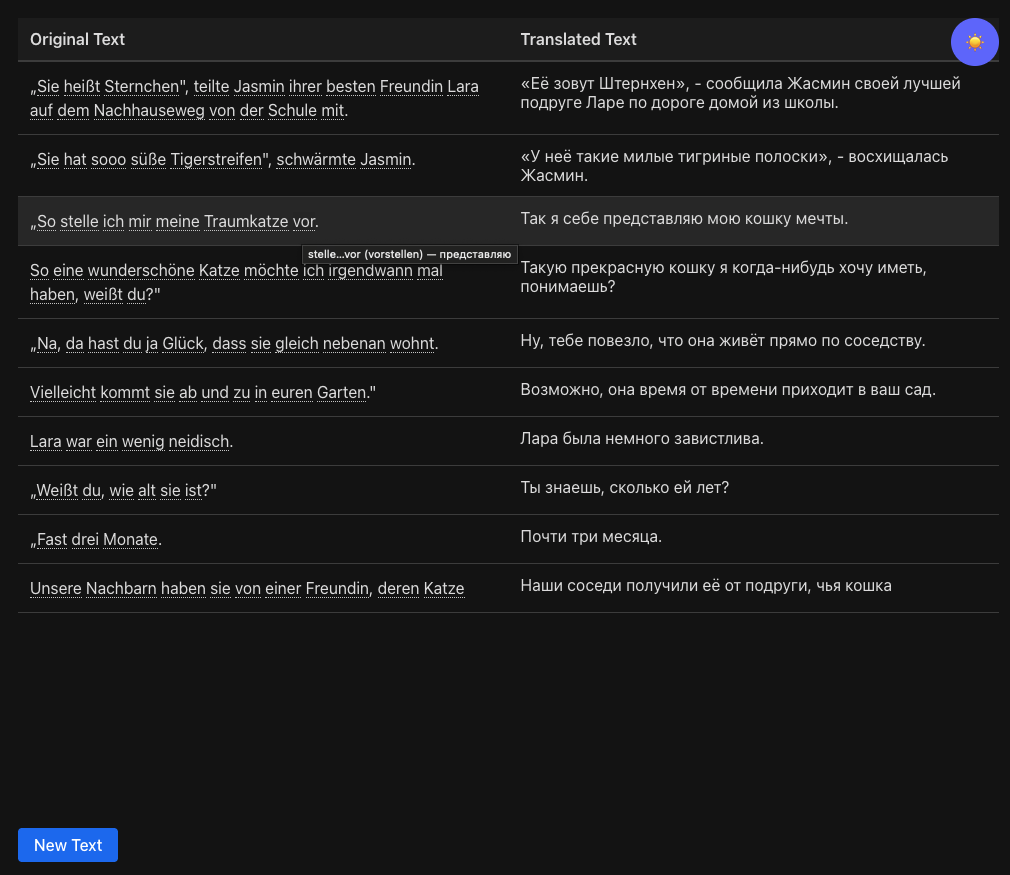 Original Text
Translated Text
„Sie heißt Sternchen", teilte Jasmin ihrer besten Freundin Lara
auf dem Nachhauseweg von der Schule mit.
«Её зовут Штернхен», - сообщила Жасмин своей лучшей
подруге Ларе по дороге домой из школы.
„Sie hat sooo süße Tigerstreifen", schwärmte Jasmin.
«У неё такие милые тигриные полоски», - восхищалась
Жасмин.
„So stelle ich mir meine Traumkatze vor.
Так я себе представляю мою кошку мечты.
stelle...vor (vorstellen) — представляю
So eine wunderschöne Katze möchte ich irgendwann mal
haben, weißt du?"
Такую прекрасную кошку я когда-нибудь хочу иметь,
понимаешь?
„Na, da hast du ja Glück, dass sie gleich nebenan wohnt.
Ну, тебе повезло, что она живёт прямо по соседству.
Vielleicht kommt sie ab und zu in euren Garten."
Возможно, она время от времени приходит в ваш сад.
Lara war ein wenig neidisch.
Лара была немного завистлива.
„Weißt du, wie alt sie ist?"
Ты знаешь, сколько ей лет?
„Fast drei Monate.
Почти три месяца.
Unsere Nachbarn haben sie von einer Freundin, deren Katze
Наши соседи получили её от подруги, чья кошка
New Text